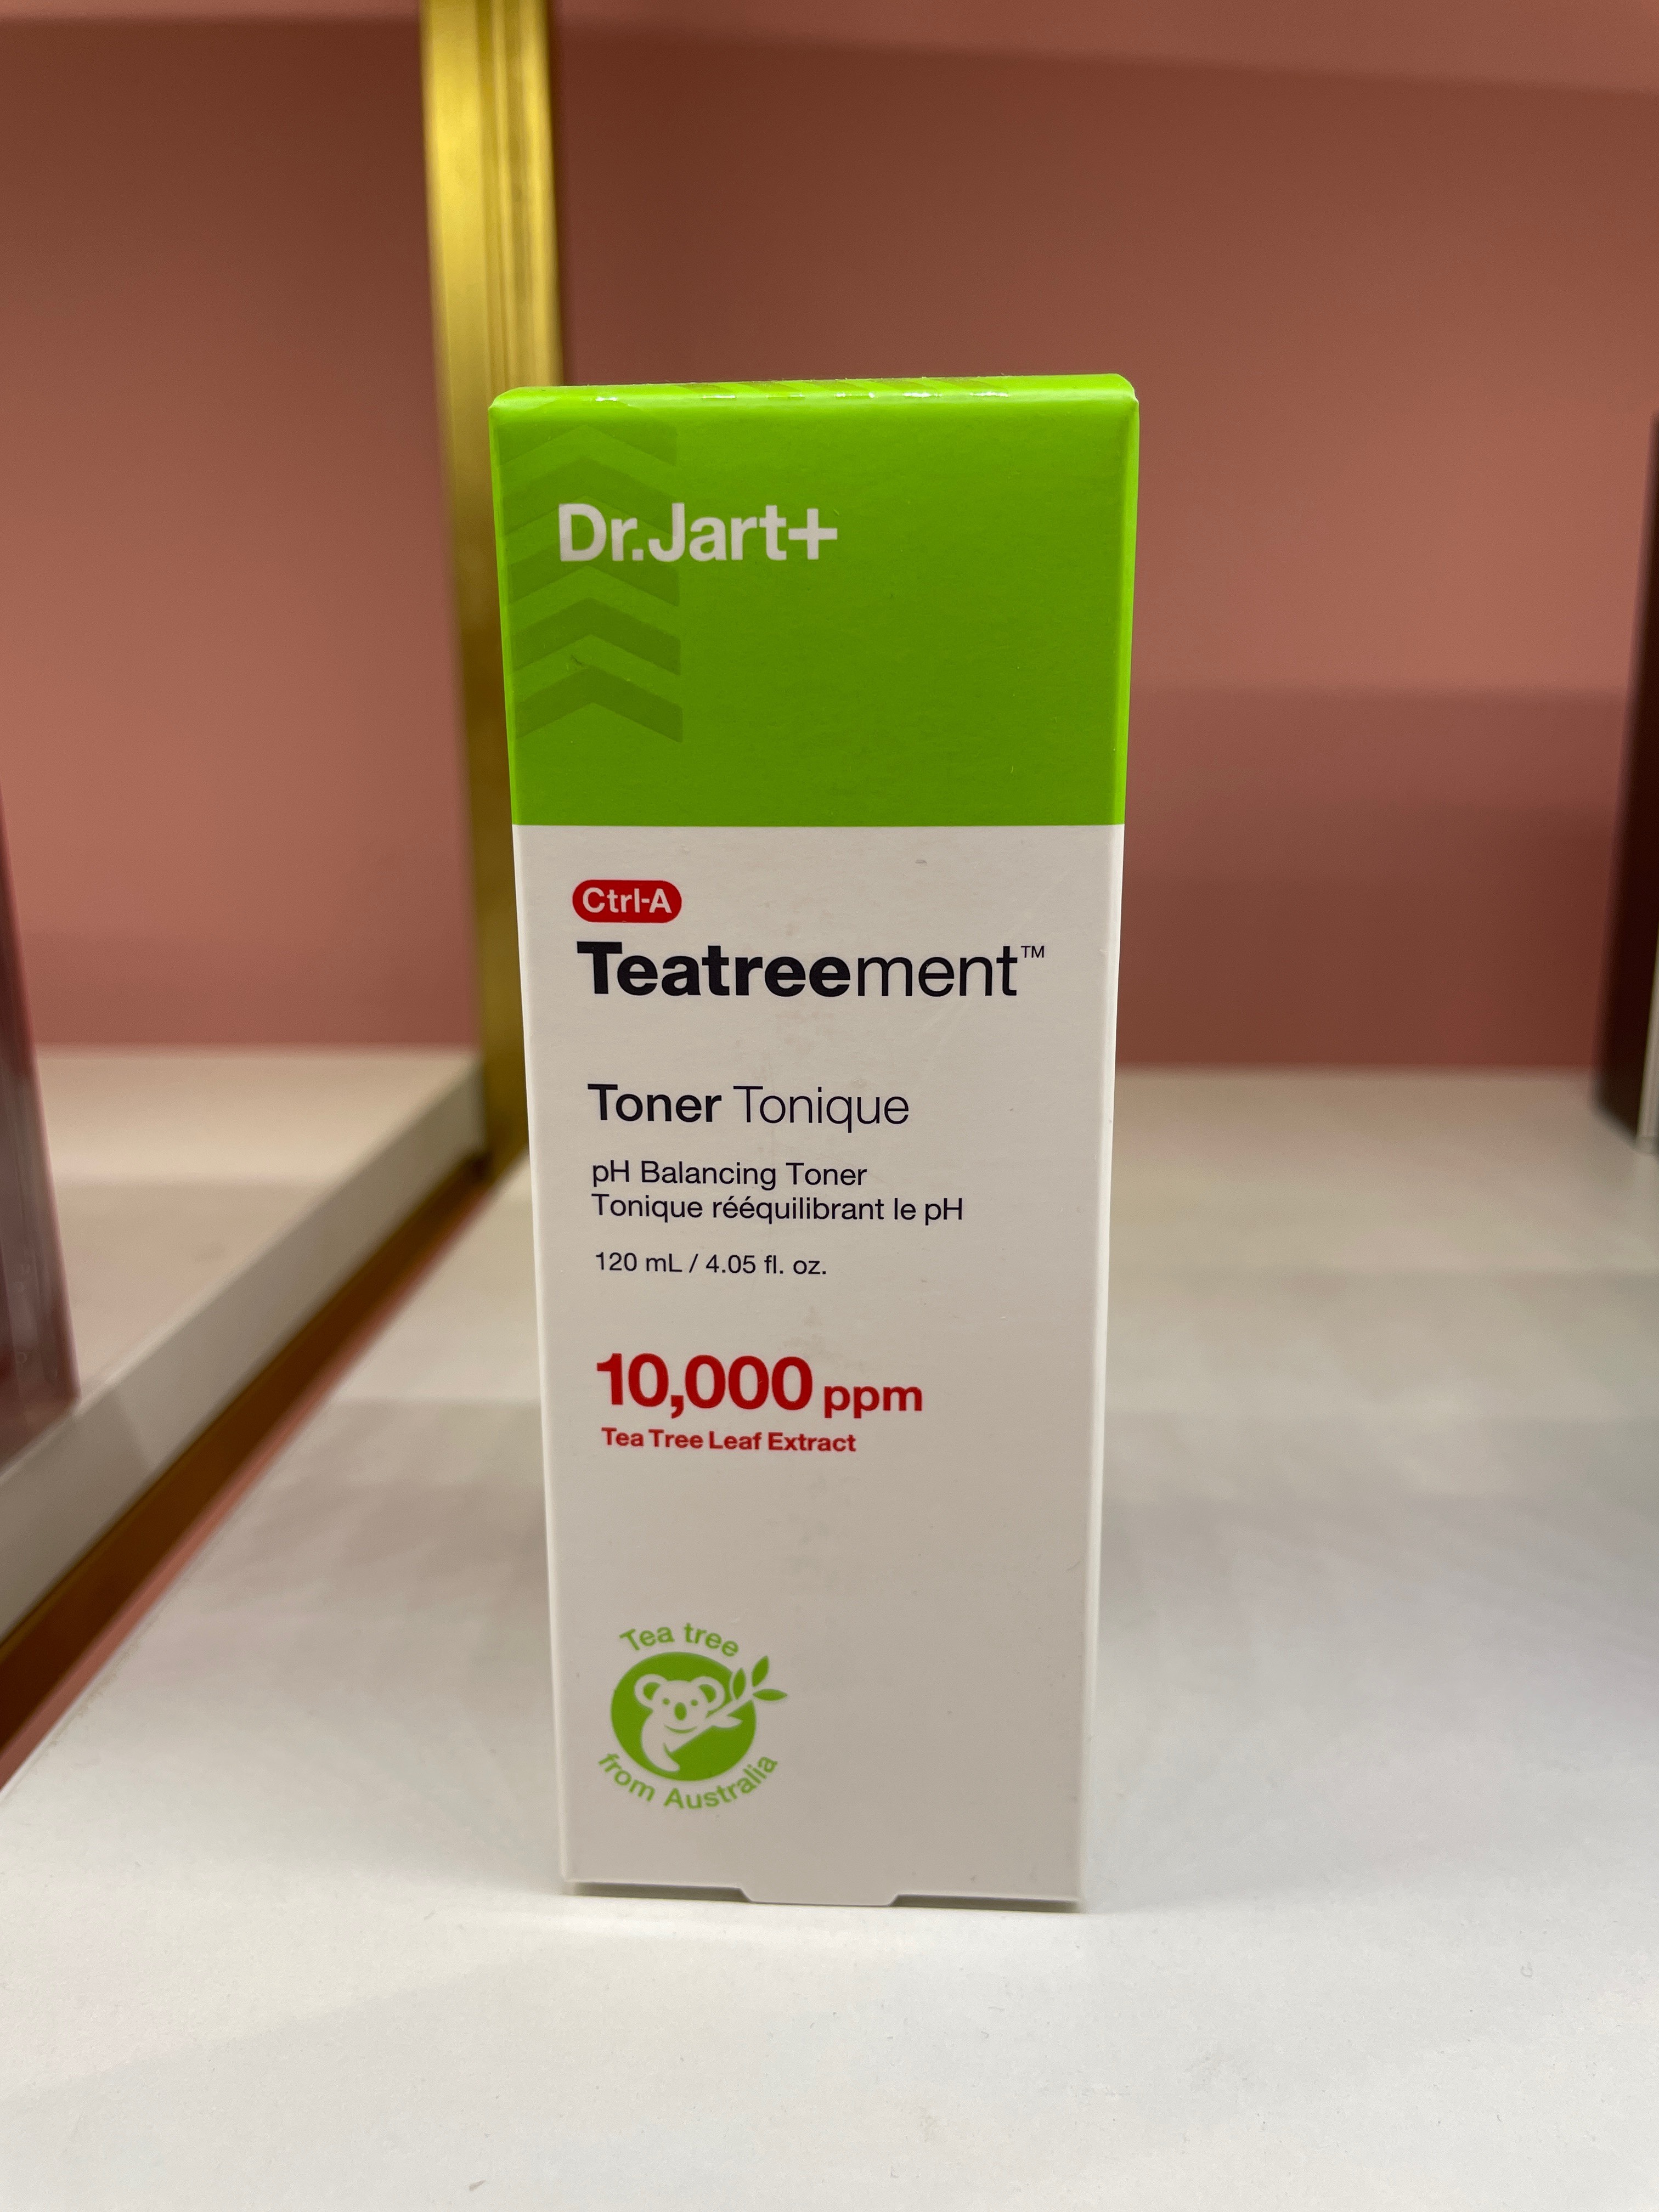 Dr.Jart+
Ctrl-A
Teatreement™
Toner Tonique
pH Balancing Toner
Tonique rééquilibrant le pH
120 mL / 4.05 fl. oz.
10,000 ppm
Tea Tree Leaf Extract
Tea tree
from Australia